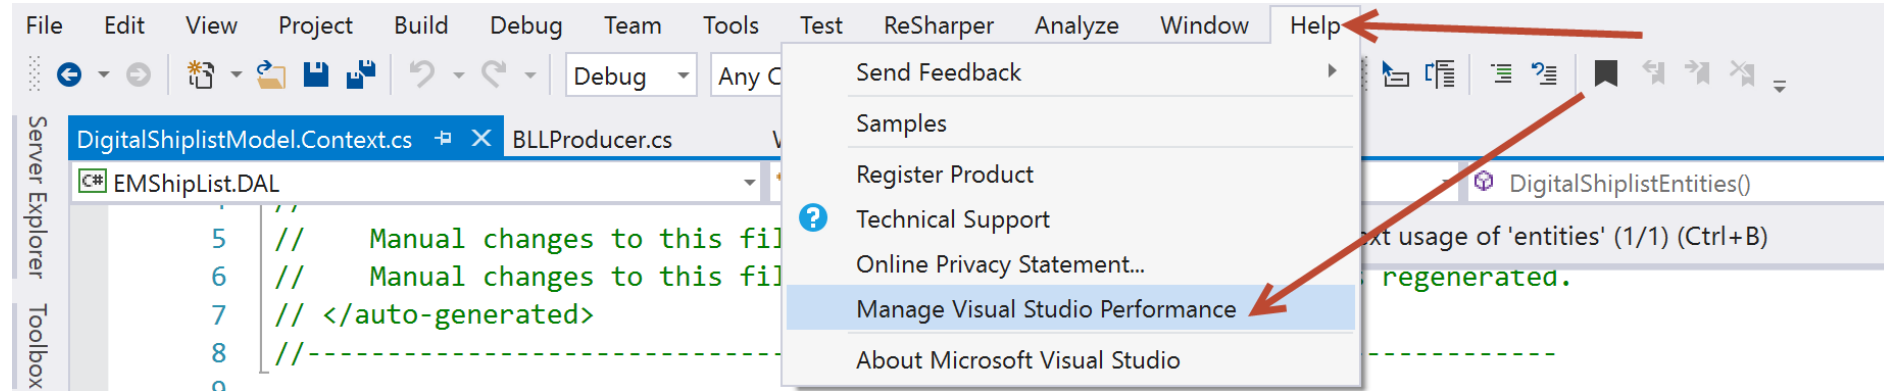 File Edit View Project Build Debug Team Tools Test ReSharper Analyze Window Help
Debug Any C
Send Feedback
Samples
Register Product
Technical Support
Online Privacy Statement...
Manage Visual Studio Performance
About Microsoft Visual Studio
Server Explorer
Toolbox
DigitalShiplistModel.Context.cs BLLProducer.cs
C# EMShipList.DAL DigitalShiplistEntities()
5 // Manual changes to this fil xt usage of 'entities' (1/1) (Ctrl+B)
6 // Manual changes to this fil regenerated.
7 // </auto-generated>
8 //------------------------------------------------------------------------------